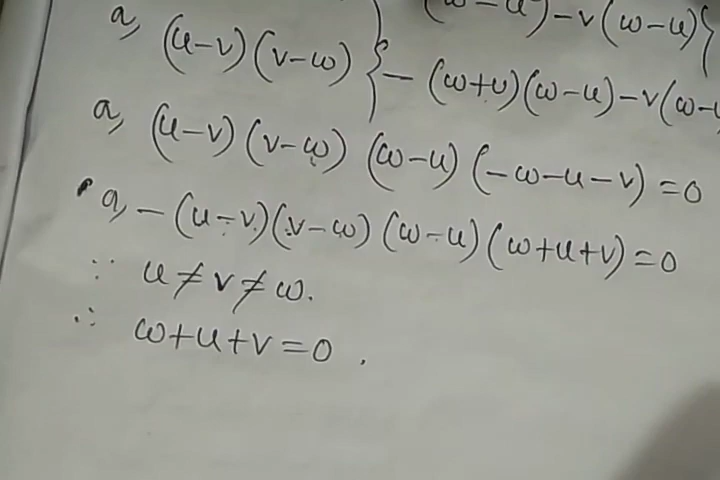 (ω-u)-v(ω-u)}
a, (u-v)(v-ω)} -(ω+u)(ω-u)-v(ω-u
a, (u-v)(v-ω)(ω-u)(-ω-u-v)=0
a, -(u-v)(v-ω)(ω-u)(ω+u+v)=0
∵ u≠v≠ω.
∴ ω+u+v=0.